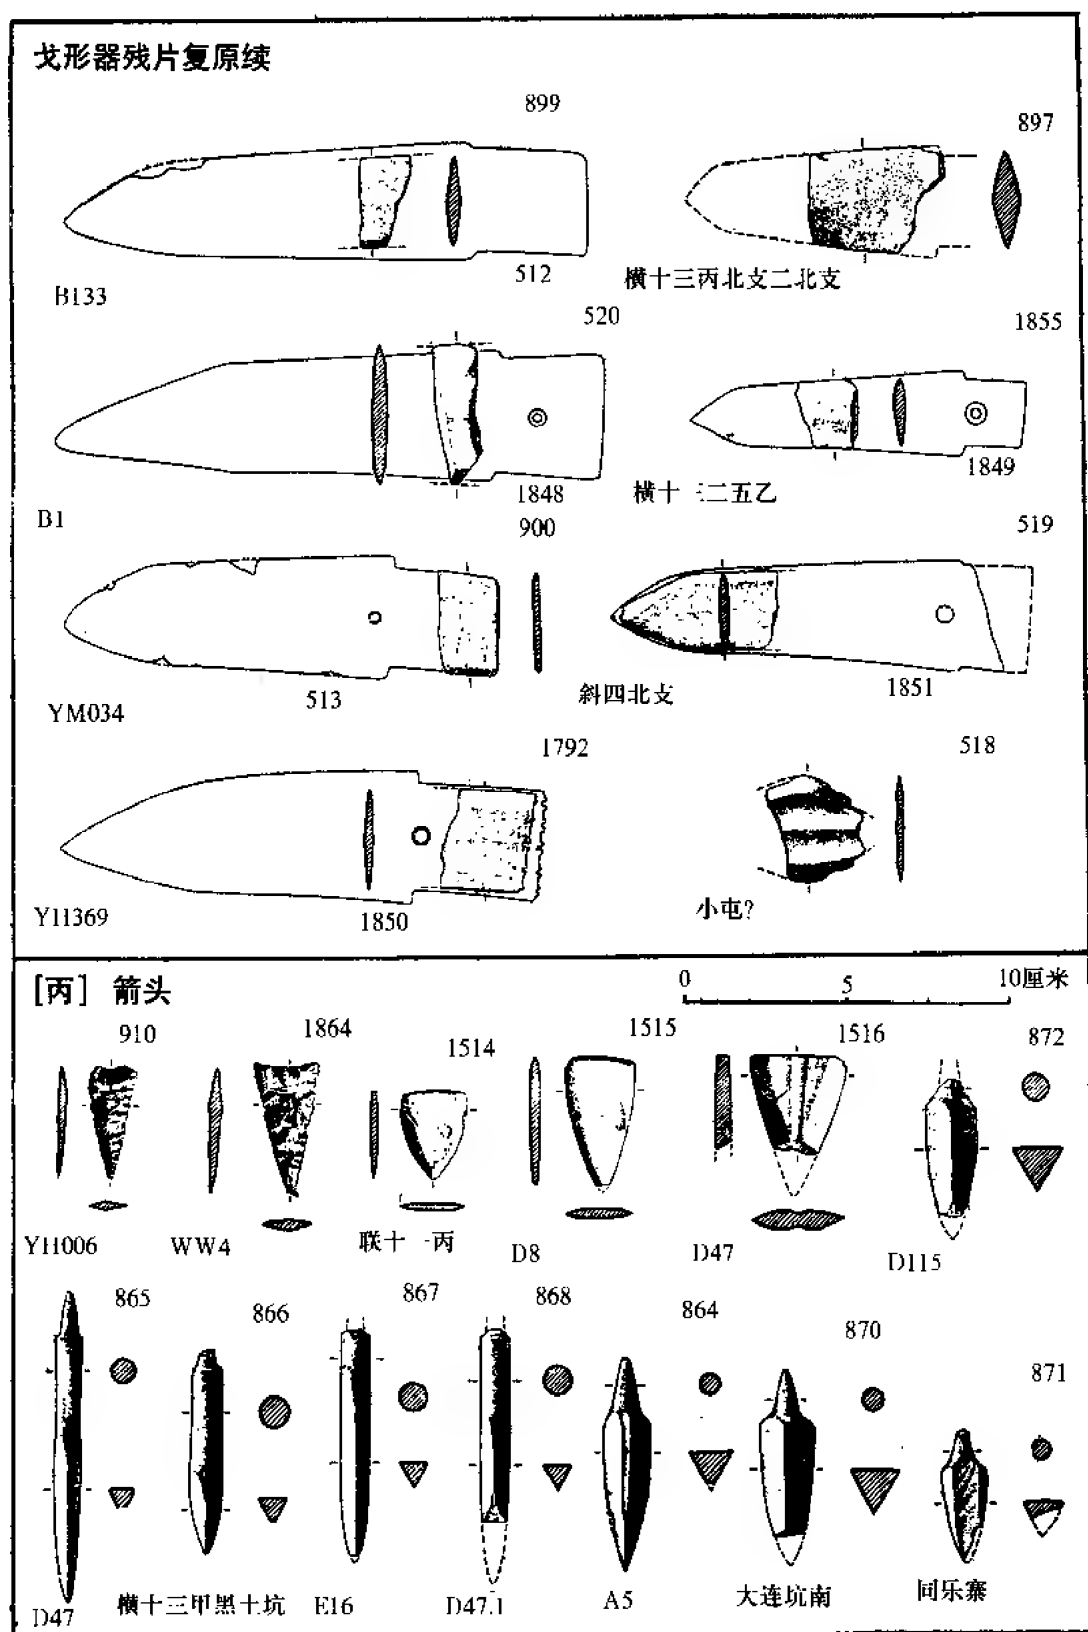 戈形器残片复原续
899
897
512
B133
横十三丙北支二北支
520
1855
1848
1849
B1
横十三二五乙
900
519
513
1851
YM034
斜四北支
1792
518
1850
YH369
小屯?
[丙] 箭头
0 5 10厘米
910 1864 1514 1515 1516 872
YH006 WW4 联十一丙 D8 D47 D115
865 866 867 868 864 870 871
D47 横十三甲黑土坑 E16 D47.1 A5 大连坑南 同乐寨